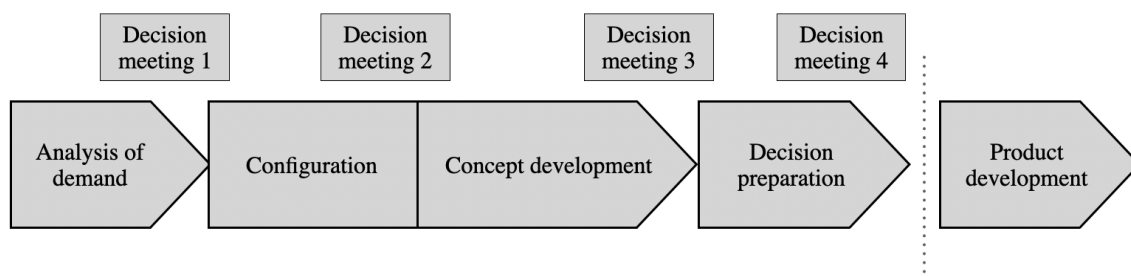 Decision
meeting 1
Decision
meeting 2
Decision
meeting 3
Decision
meeting 4
Analysis of
demand
Configuration
Concept development
Decision
preparation
Product
development